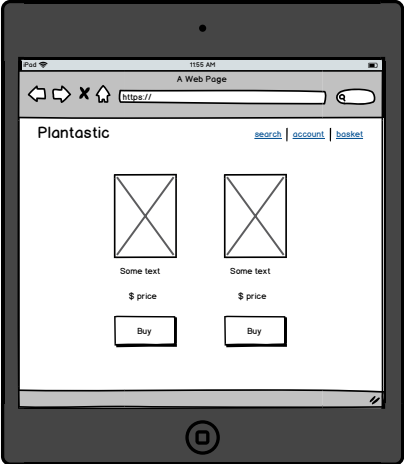 iPad 11:55 AM
A Web Page
https://
Plantastic search account basket
Some text Some text
$ price $ price
Buy Buy